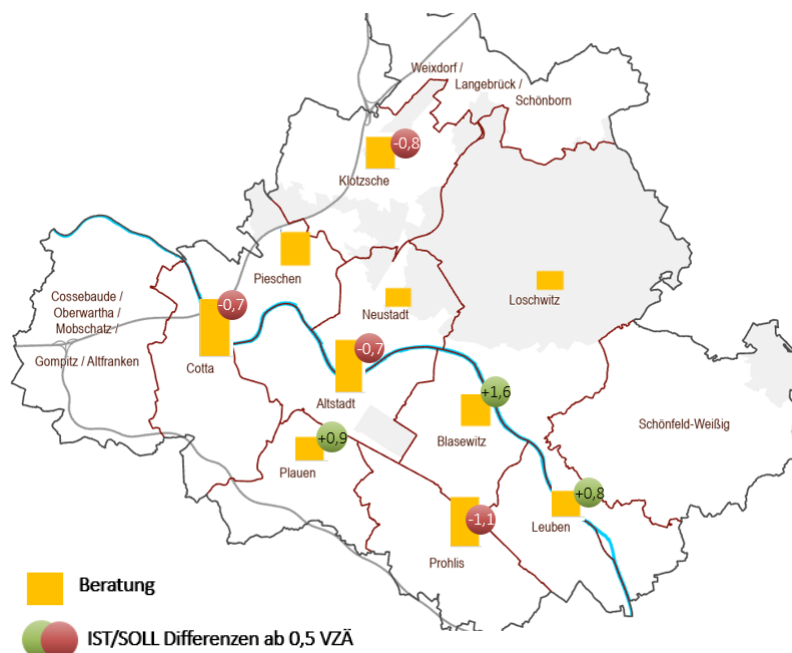 Weixdorf /
Langebrück /
Schönborn
-0,8
Klotzsche
Pieschen
Neustadt
Loschwitz
Cossebaude /
Oberwartha /
Mobschatz /
Gompitz / Altfranken
-0,7
Cotta
-0,7
Altstadt
+1,6
Blasewitz
Schönfeld-Weißig
+0,9
Plauen
+0,8
Leuben
-1,1
Prohlis
Beratung
IST/SOLL Differenzen ab 0,5 VZÄ